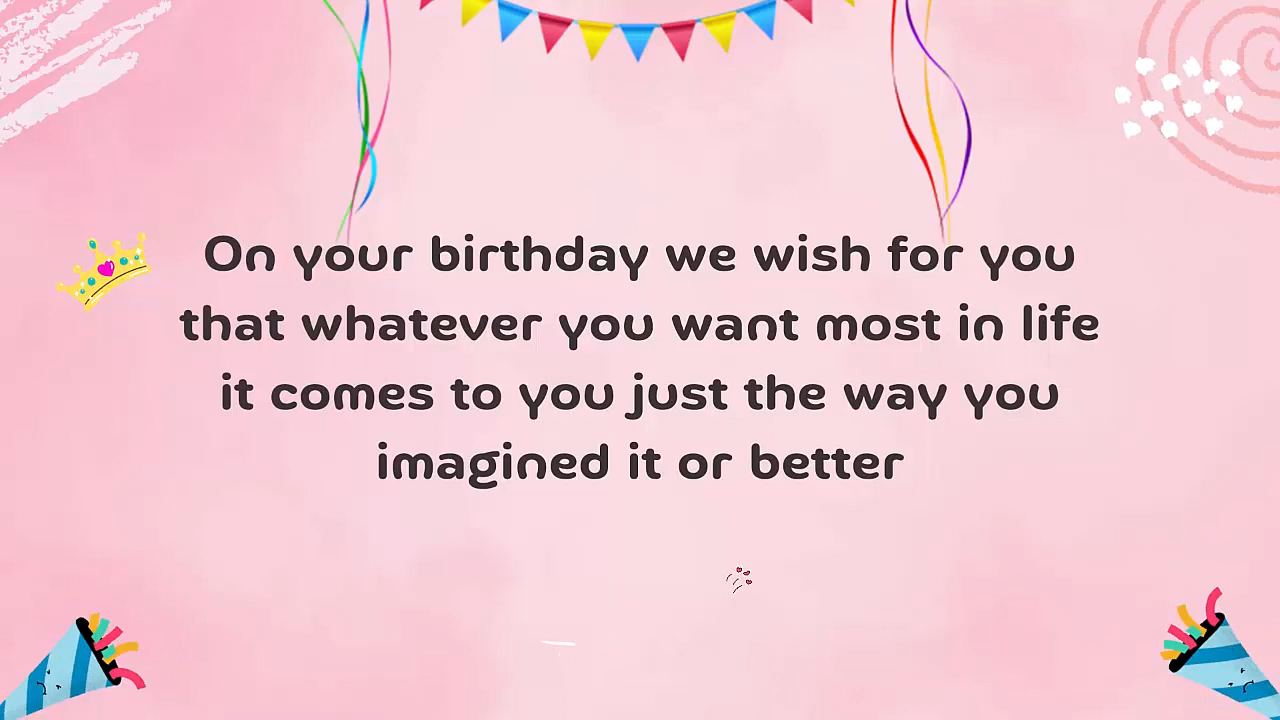 On your birthday we wish for you
that whatever you want most in life
it comes to you just the way you
imagined it or better